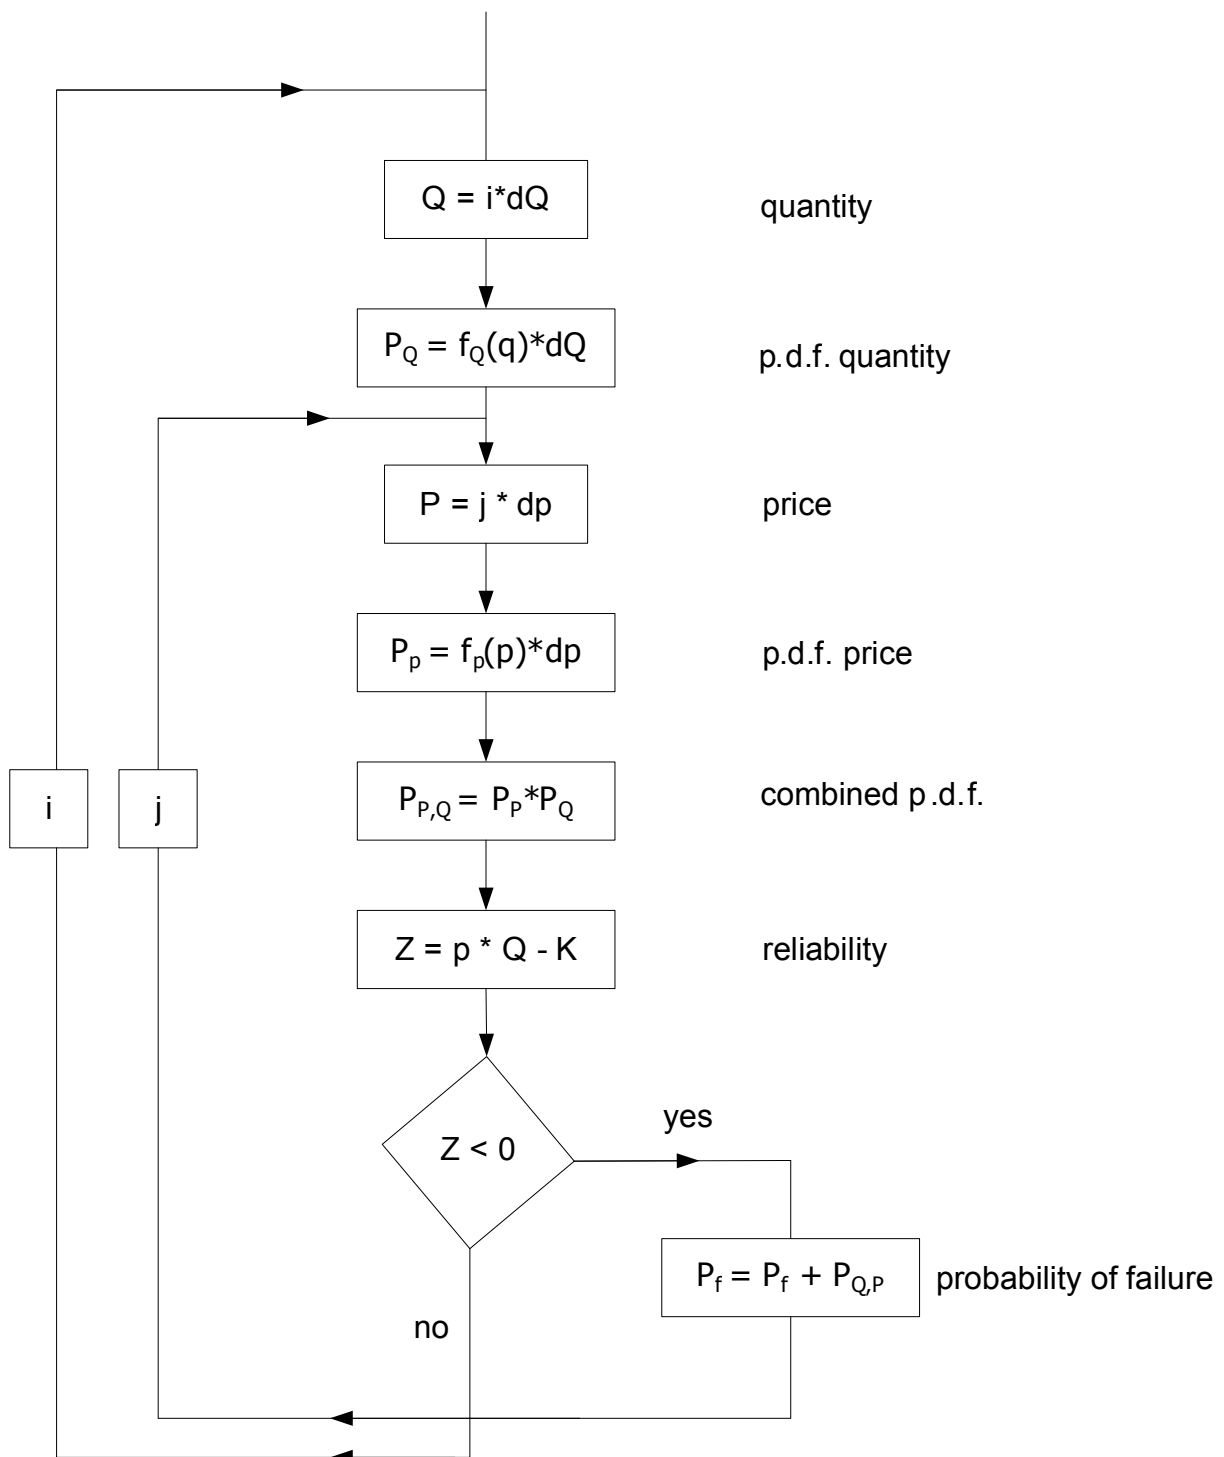 Q = i*dQ
quantity
P_Q = f_Q(q)*dQ
p.d.f. quantity
P = j * dp
price
P_p = f_p(p)*dp
p.d.f. price
i
j
P_P,Q = P_P*P_Q
combined p.d.f.
Z = p * Q - K
reliability
yes
Z < 0
P_f = P_f + P_Q,P
probability of failure
no